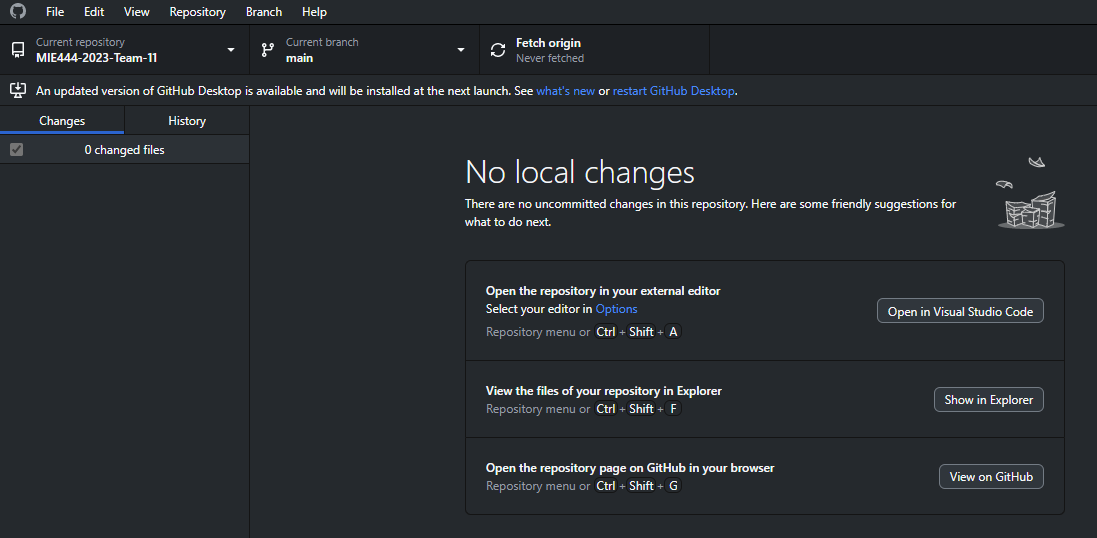 File Edit View Repository Branch Help
Current repository
MIE444-2023-Team-11
Current branch
main
Fetch origin
Never fetched
An updated version of GitHub Desktop is available and will be installed at the next launch. See what's new or restart GitHub Desktop.
Changes History
0 changed files
No local changes
There are no uncommitted changes in this repository. Here are some friendly suggestions for
what to do next.
Open the repository in your external editor
Select your editor in Options
Repository menu or Ctrl + Shift + A
Open in Visual Studio Code
View the files of your repository in Explorer
Repository menu or Ctrl + Shift + F
Show in Explorer
Open the repository page on GitHub in your browser
Repository menu or Ctrl + Shift + G
View on GitHub